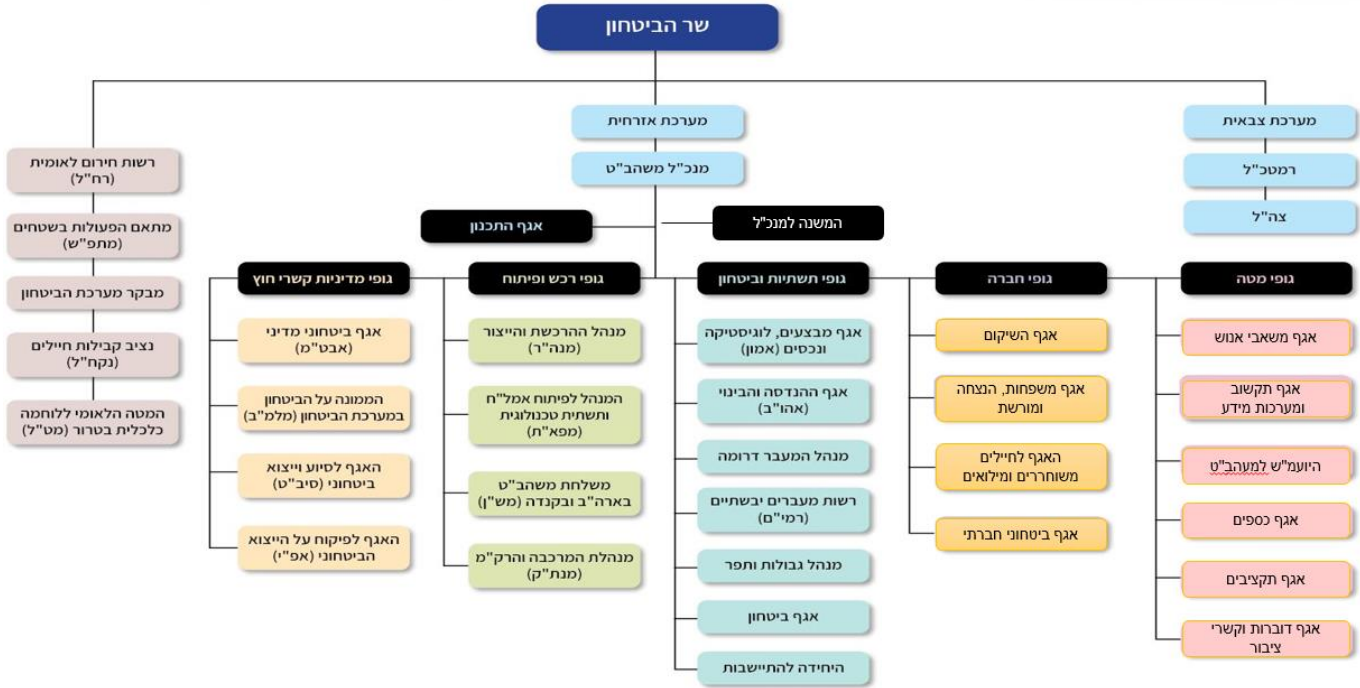 שר הביטחון
מערכת צבאית
רמטכ"ל
צה"ל
מערכת אזרחית
מנכ"ל משהב"ט
המשנה למנכ"ל
אגף התכנון
רשות חירום לאומית
(רח"ל)
מתאם הפעולות בשטחים
(מתפ"ש)
מבקר מערכת הביטחון
נציב קבילות חיילים
(נקח"ל)
המטה הלאומי ללוחמה
כלכלית בטרור (מט"ל)
גופי מטה
אגף משאבי אנוש
אגף תקשוב
ומערכות מידע
היועמ"ש למעהב"ט
אגף כספים
אגף תקציבים
אגף דוברות וקשרי
ציבור
גופי חברה
אגף השיקום
אגף משפחות, הנצחה
ומורשת
האגף לחיילים
משוחררים ומילואים
אגף ביטחוני חברתי
גופי תשתיות וביטחון
אגף מבצעים, לוגיסטיקה
ונכסים (אמון)
אגף ההנדסה והבינוי
(אהו"ב)
מנהל המעבר דרומה
רשות מעברים יבשתיים
(רמי"ם)
מנהל גבולות ותפר
אגף ביטחון
היחידה להתיישבות
גופי רכש ופיתוח
מנהל ההרכשת והייצור
(מנה"ר)
המנהל לפיתוח אמל"ח
ותשתית טכנולוגית
(מפא"ת)
משלחת משהב"ט
בארה"ב ובקנדה (מש"ן)
מנהלת המרכבה והרק"מ
(מנת"ק)
גופי מדיניות קשרי חוץ
אגף ביטחוני מדיני
(אבט"מ)
הממונה על הביטחון
במערכת הביטחון (מלמ"ב)
האגף לסיוע וייצוא
ביטחוני (סיב"ט)
האגף לפיקוח על הייצוא
הביטחוני (אפ"י)